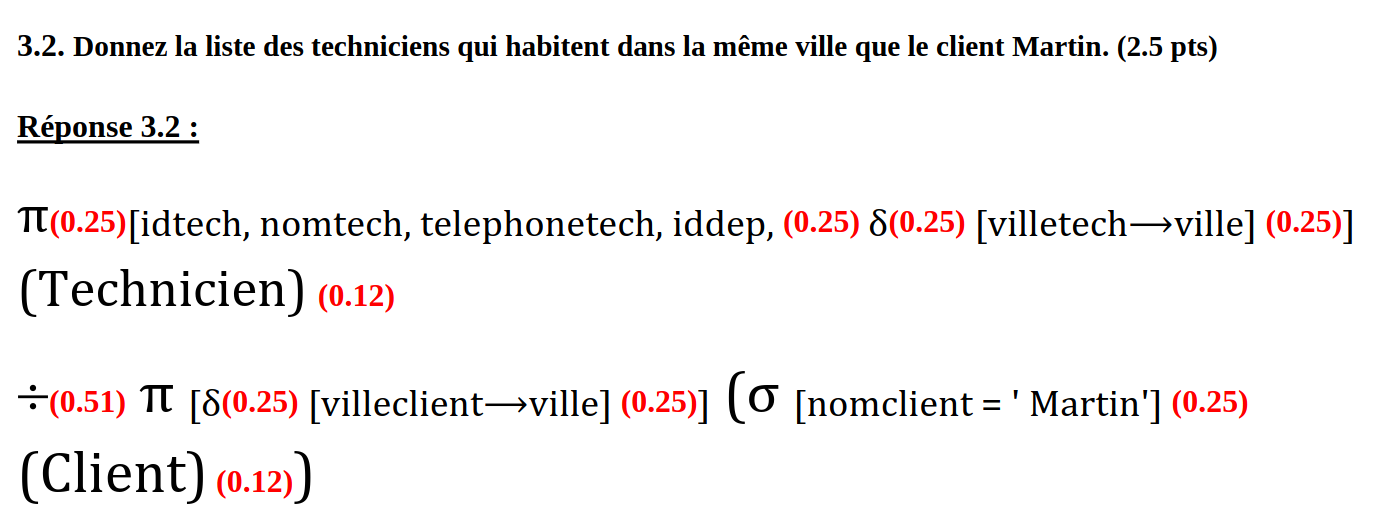 3.2. Donnez la liste des techniciens qui habitent dans la même ville que le client Martin. (2.5 pts)
Réponse 3.2 :
π(0.25)[idtech, nomtech, telephonetech, iddep, (0.25) δ(0.25) [villetech⟶ville] (0.25)]
(Technicien) (0.12)
÷(0.51) π [δ(0.25) [villeclient⟶ville] (0.25)] (σ [nomclient = ' Martin'] (0.25)
(Client) (0.12))